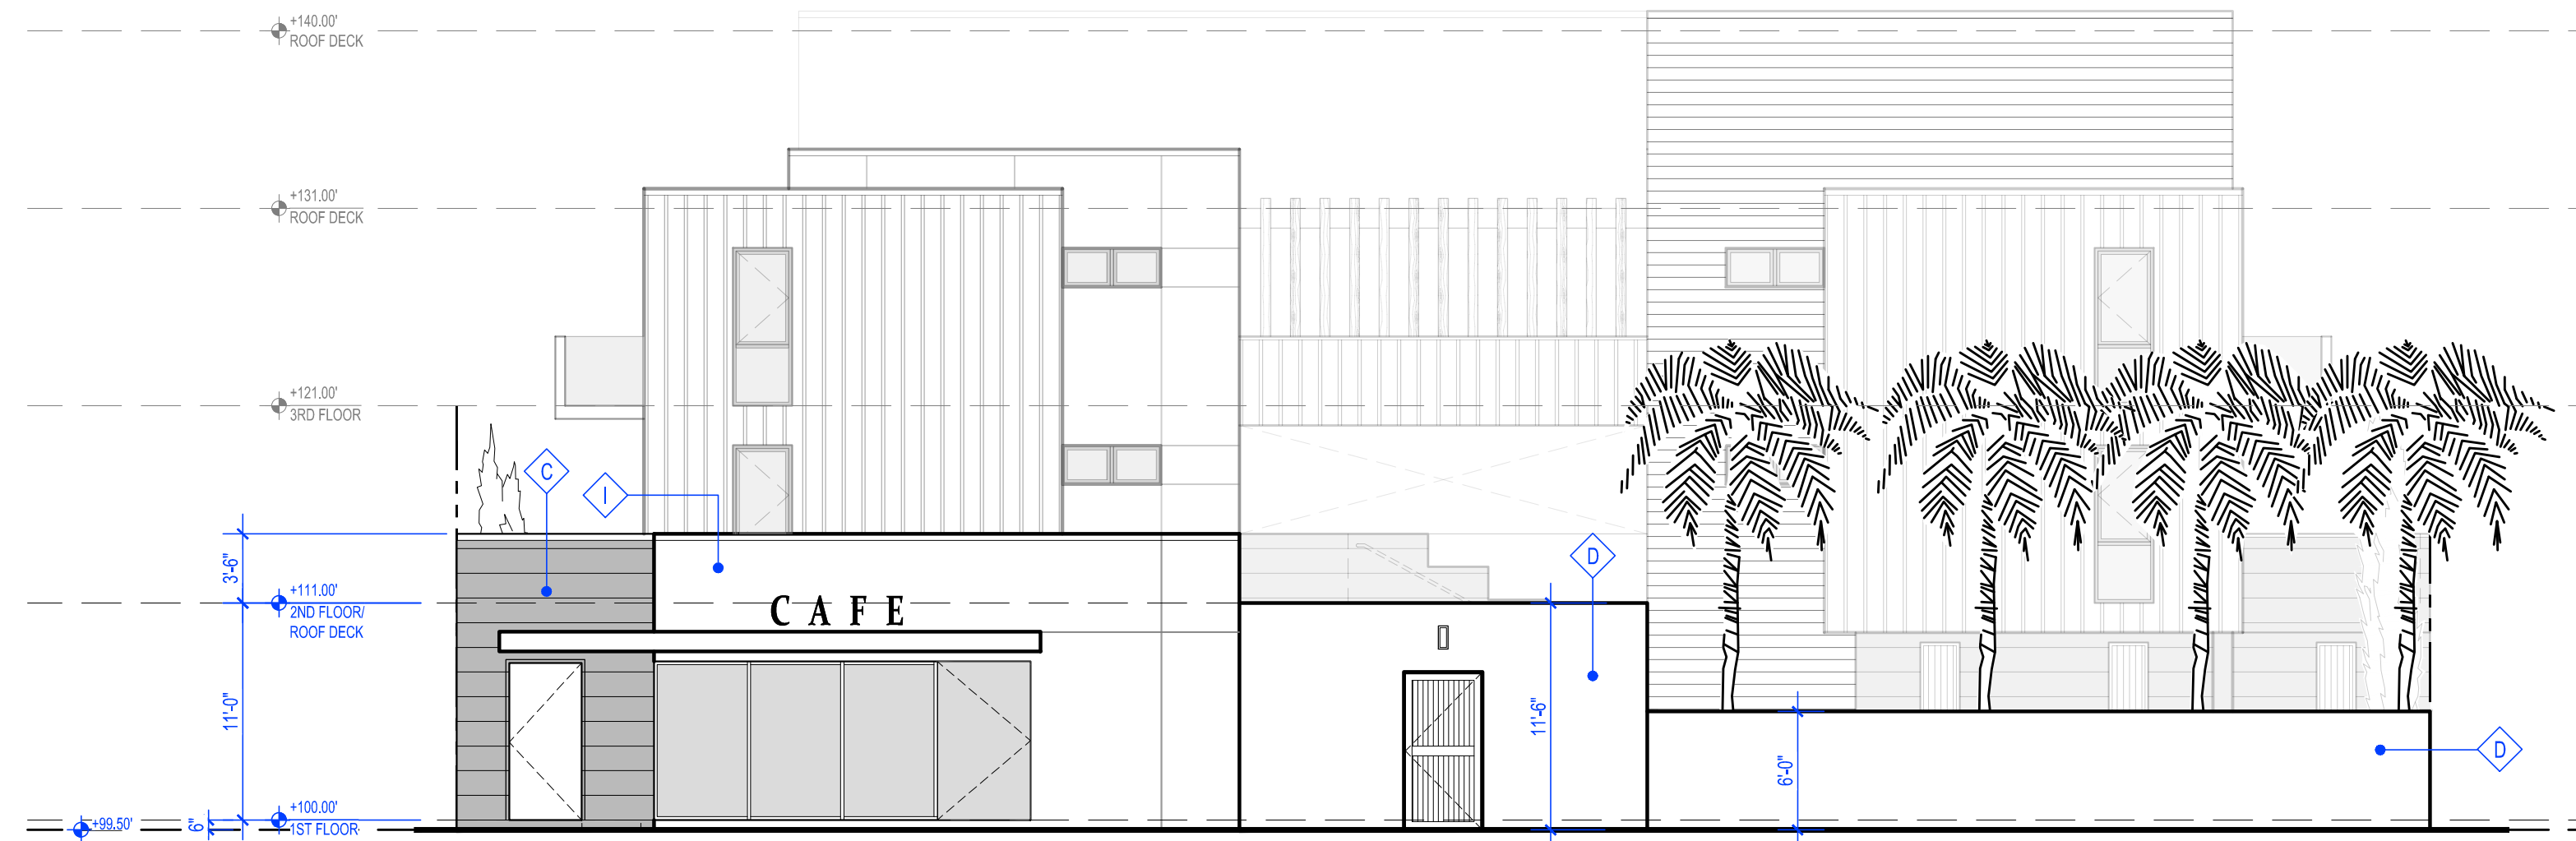 +140.00'
ROOF DECK
+131.00'
ROOF DECK
+121.00'
3RD FLOOR
C
I
D
3'-6"
+111.00'
2ND FLOOR/
ROOF DECK
CAFE
11'-0"
11'-6"
6'-0"
D
+100.00'
1ST FLOOR
+99.50'
6"